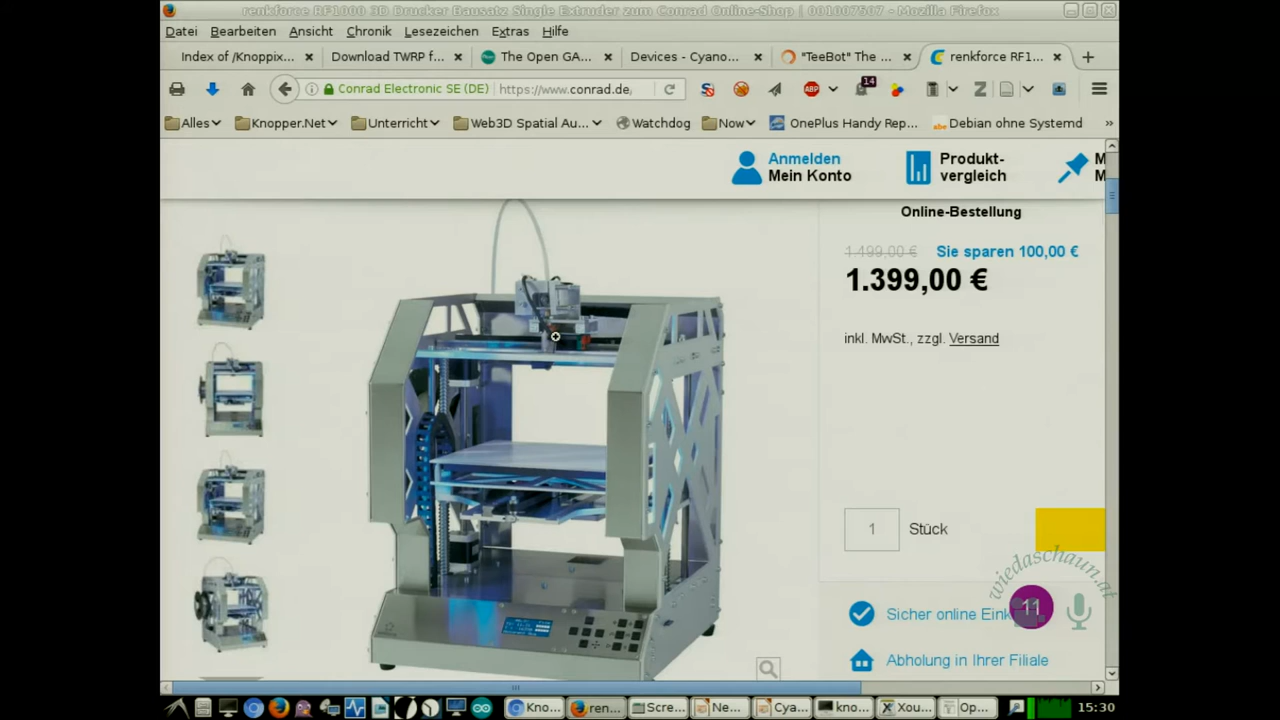 renkforce RF1000 3D Drucker Bausatz Single Extruder zum Conrad Online-Shop | 001007507 - Mozilla Firefox
Datei Bearbeiten Ansicht Chronik Lesezeichen Extras Hilfe
Index of /Knoppix... Download TWRP f... The Open GA... Devices - Cyano... "TeeBot" The ... renkforce RF1...
Conrad Electronic SE (DE) https://www.conrad.de/ ABP 14
Alles Knopper.Net Unterricht Web3D Spatial Au... Watchdog Now OnePlus Handy Rep... abe Debian ohne Systemd »
Anmelden
Mein Konto
Produkt-
vergleich
M
M
Online-Bestellung
1.499,00 € Sie sparen 100,00 €
1.399,00 €
inkl. MwSt., zzgl. Versand
1 Stück
wiedaschaun.at
11
Sicher online Eink
Abholung in Ihrer Filiale
Kno... ren... Scre... Ne... Cya... kno... Xou... Op... 15:30